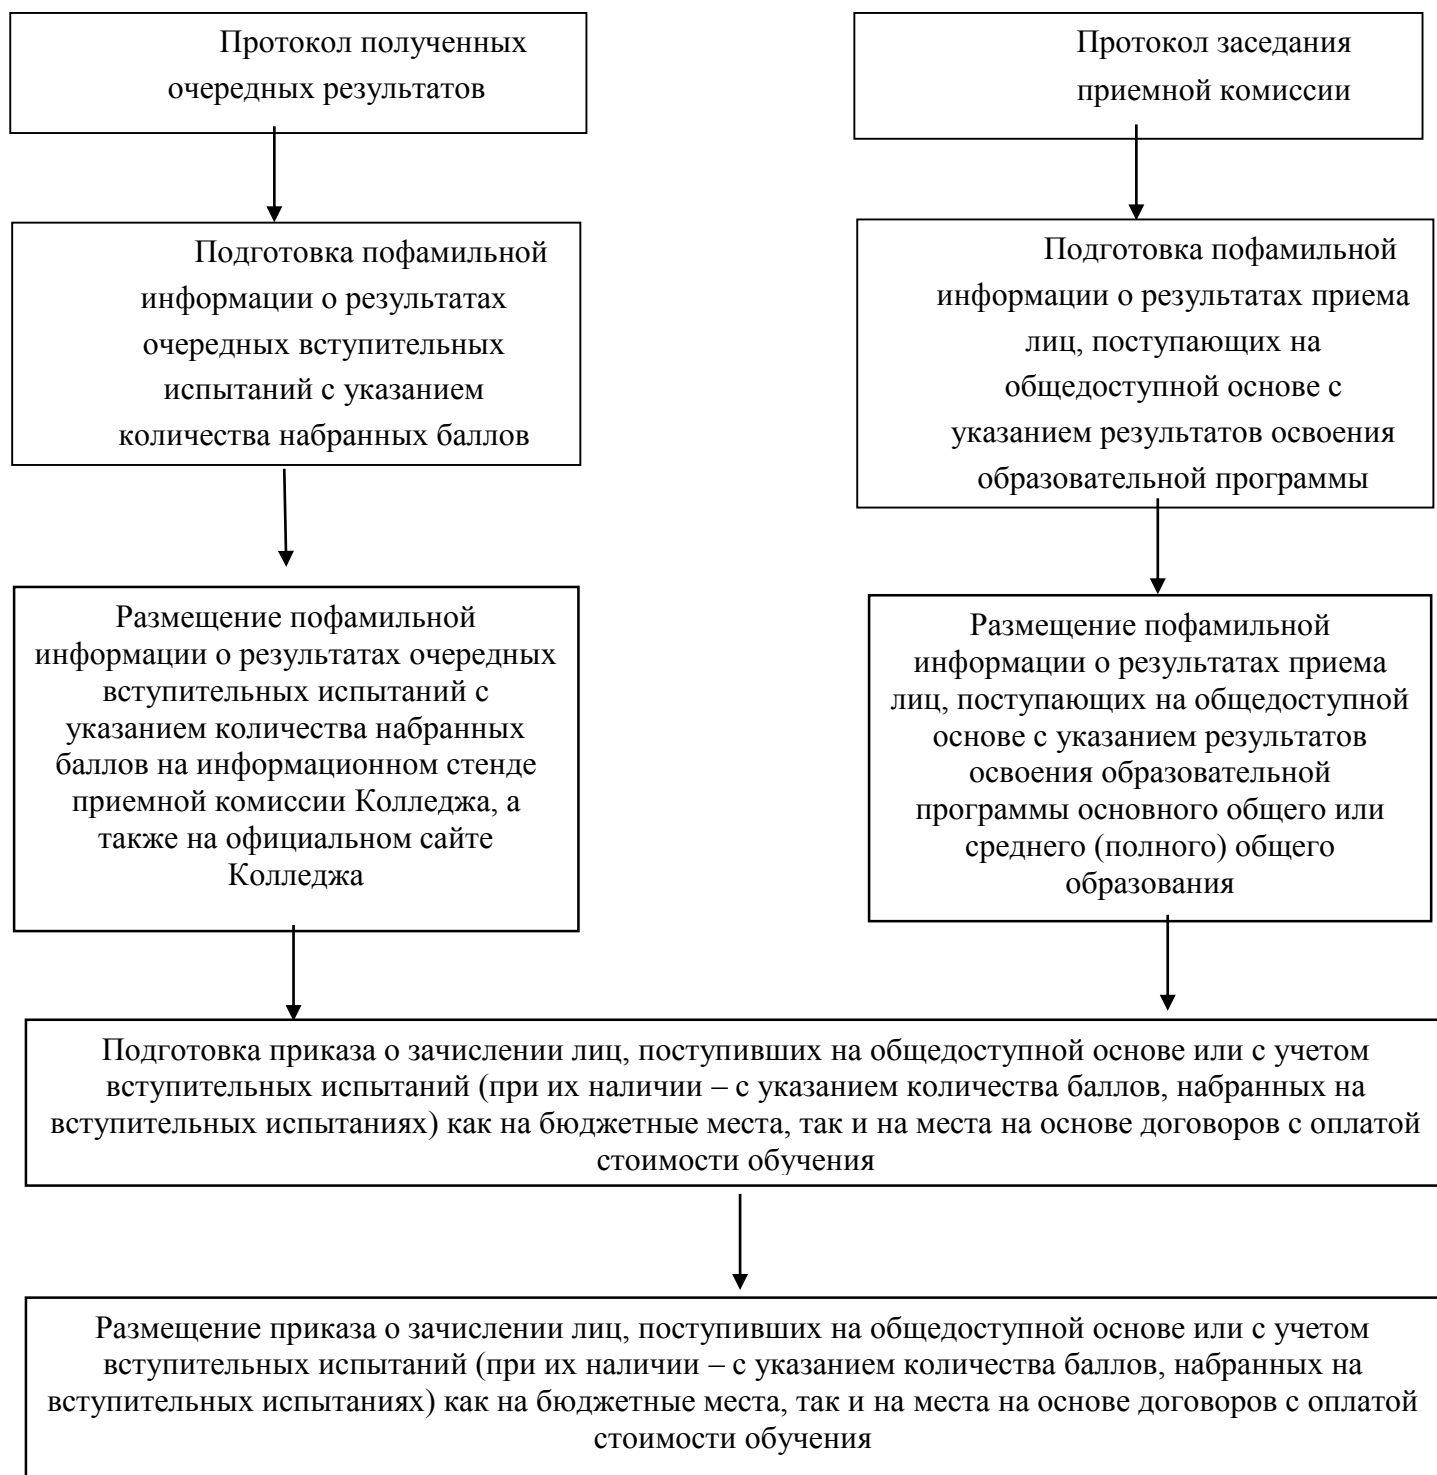 Протокол полученных
очередных результатов
Протокол заседания
приемной комиссии
Подготовка пофамильной
информации о результатах
очередных вступительных
испытаний с указанием
количества набранных баллов
Подготовка пофамильной
информации о результатах приема
лиц, поступающих на
общедоступной основе с
указанием результатов освоения
образовательной программы
Размещение пофамильной
информации о результатах очередных
вступительных испытаний с
указанием количества набранных
баллов на информационном стенде
приемной комиссии Колледжа, а
также на официальном сайте
Колледжа
Размещение пофамильной
информации о результатах приема
лиц, поступающих на общедоступной
основе с указанием результатов
освоения образовательной
программы основного общего или
среднего (полного) общего
образования
Подготовка приказа о зачислении лиц, поступивших на общедоступной основе или с учетом
вступительных испытаний (при их наличии – с указанием количества баллов, набранных на
вступительных испытаниях) как на бюджетные места, так и на места на основе договоров с оплатой
стоимости обучения
Размещение приказа о зачислении лиц, поступивших на общедоступной основе или с учетом
вступительных испытаний (при их наличии – с указанием количества баллов, набранных на
вступительных испытаниях) как на бюджетные места, так и на места на основе договоров с оплатой
стоимости обучения